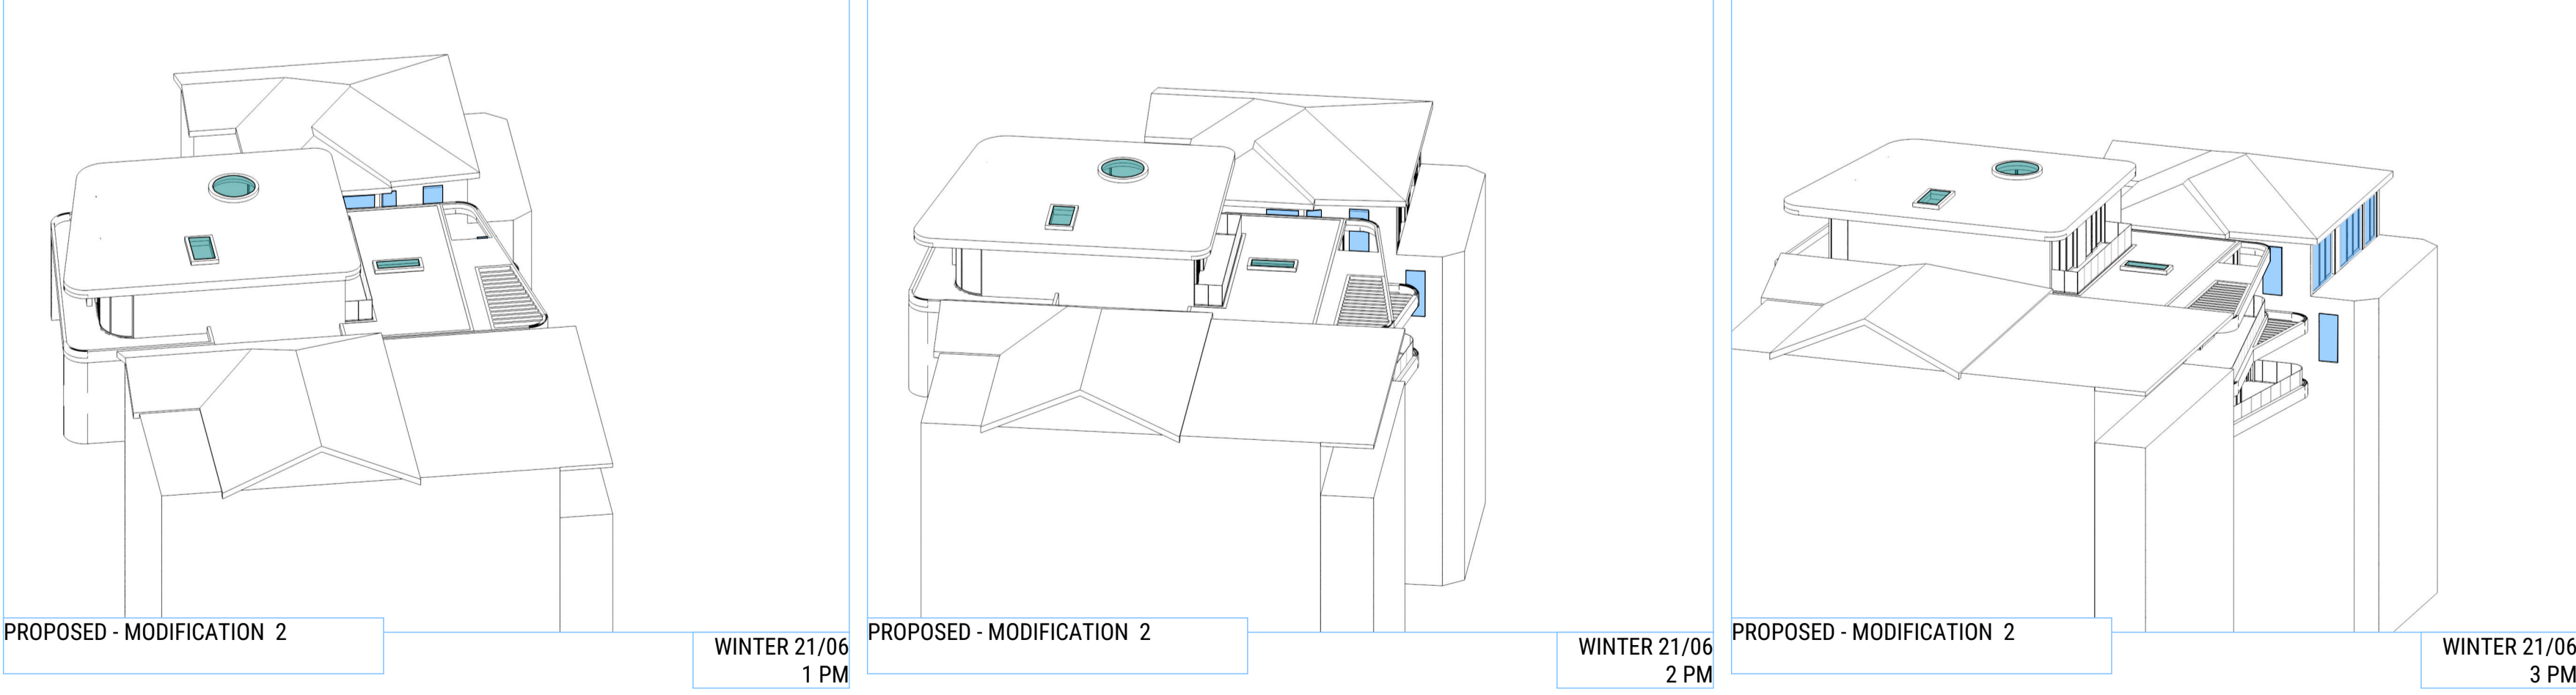 PROPOSED - MODIFICATION 2
WINTER 21/06
1 PM
PROPOSED - MODIFICATION 2
WINTER 21/06
2 PM
PROPOSED - MODIFICATION 2
WINTER 21/06
3 PM